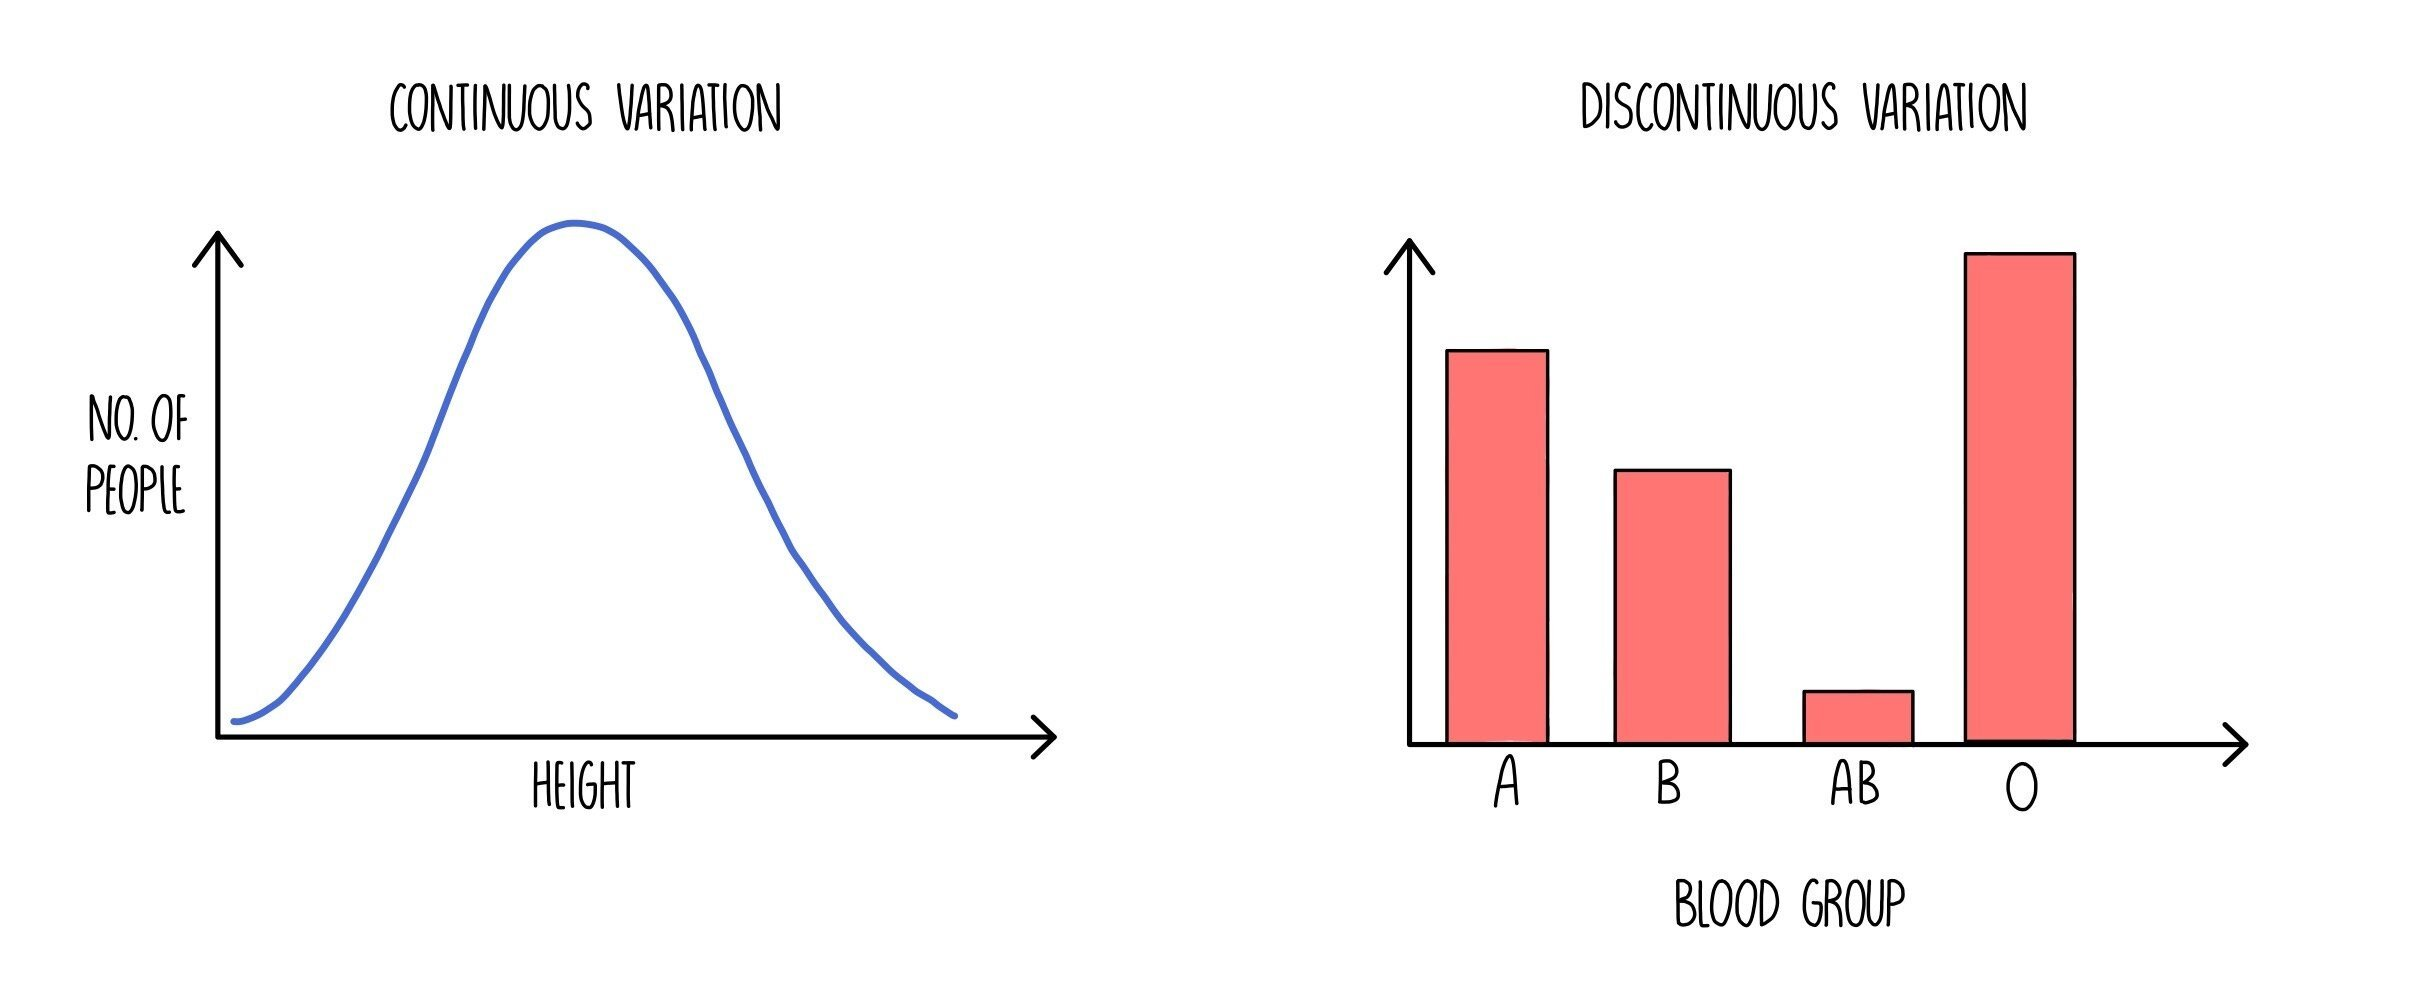 CONTINUOUS VARIATION
NO. OF
PEOPLE
HEIGHT
DISCONTINUOUS VARIATION
A
B
AB
O
BLOOD GROUP